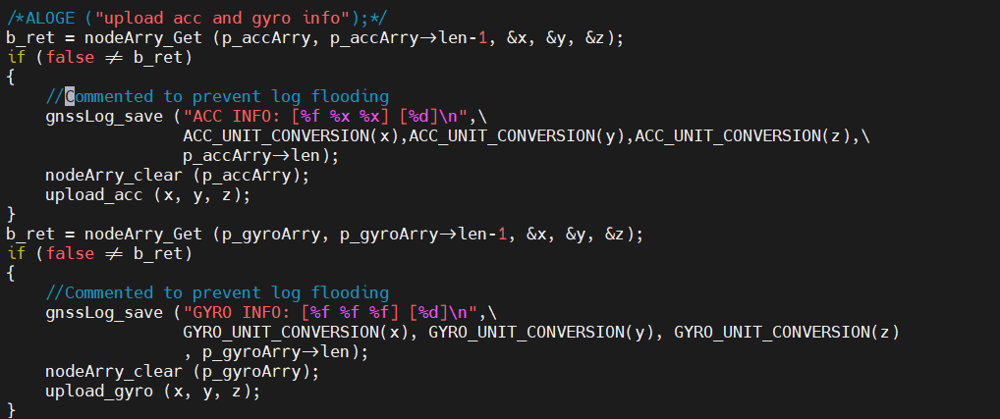 /*ALOGE ("upload acc and gyro info");*/
b_ret = nodeArry_Get (p_accArry, p_accArry→len-1, &x, &y, &z);
if (false ≠ b_ret)
{
    //Commented to prevent log flooding
    gnssLog_save ("ACC INFO: [%f %x %x] [%d]\n",\
                  ACC_UNIT_CONVERSION(x),ACC_UNIT_CONVERSION(y),ACC_UNIT_CONVERSION(z),\
                  p_accArry→len);
    nodeArry_clear (p_accArry);
    upload_acc (x, y, z);
}
b_ret = nodeArry_Get (p_gyroArry, p_gyroArry→len-1, &x, &y, &z);
if (false ≠ b_ret)
{
    //Commented to prevent log flooding
    gnssLog_save ("GYRO INFO: [%f %f %f] [%d]\n",\
                  GYRO_UNIT_CONVERSION(x), GYRO_UNIT_CONVERSION(y), GYRO_UNIT_CONVERSION(z)
                  , p_gyroArry→len);
    nodeArry_clear (p_gyroArry);
    upload_gyro (x, y, z);
}